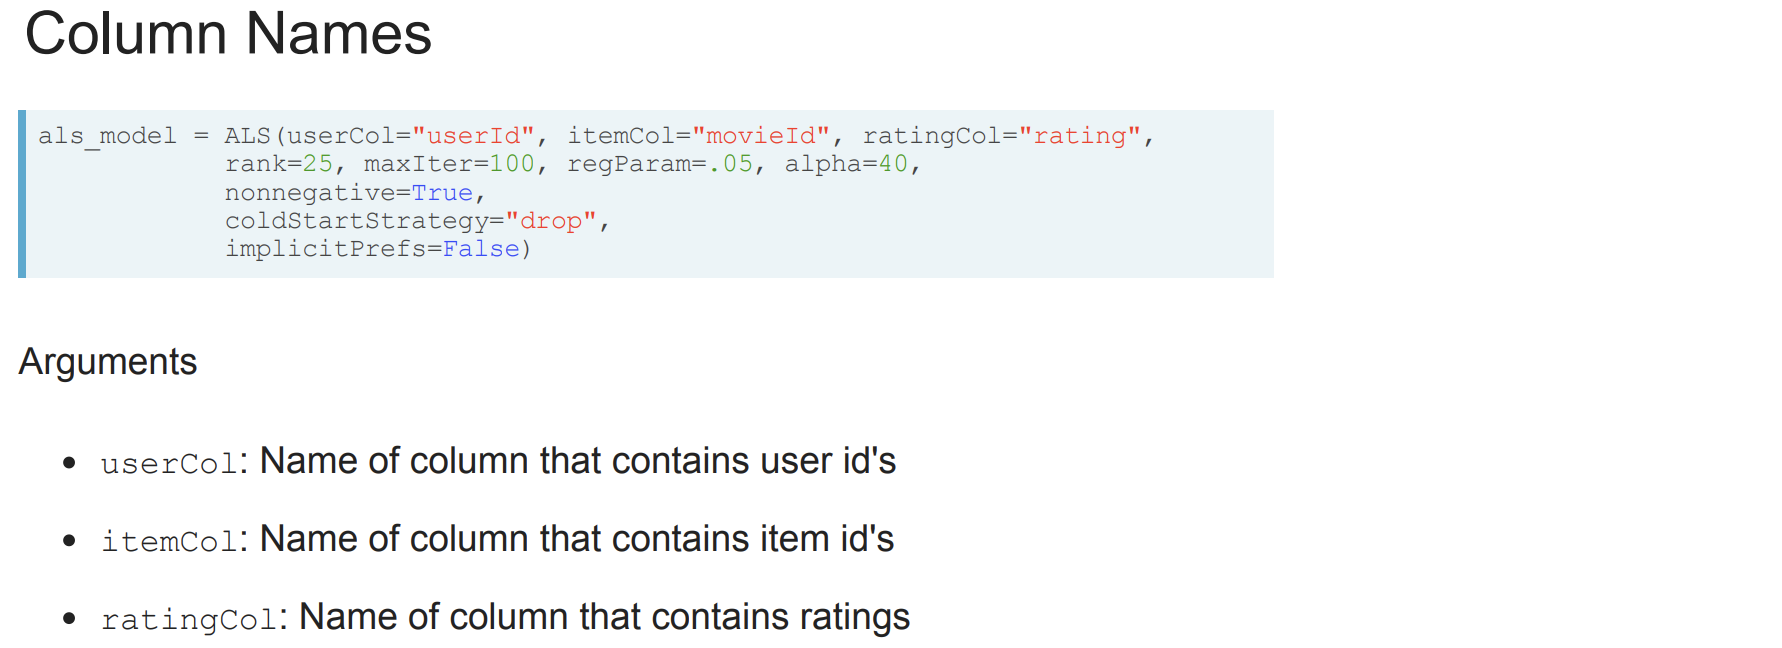 Column Names
als_model = ALS(userCol="userId", itemCol="movieId", ratingCol="rating",
rank=25, maxIter=100, regParam=.05, alpha=40,
nonnegative=True,
coldStartStrategy="drop",
implicitPrefs=False)
Arguments
• userCol: Name of column that contains user id's
• itemCol: Name of column that contains item id's
• ratingCol: Name of column that contains ratings